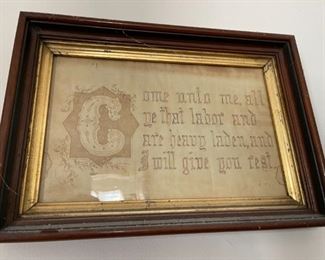 Come unto me, all
ye that labor and
are heavy laden, and
I will give you rest.